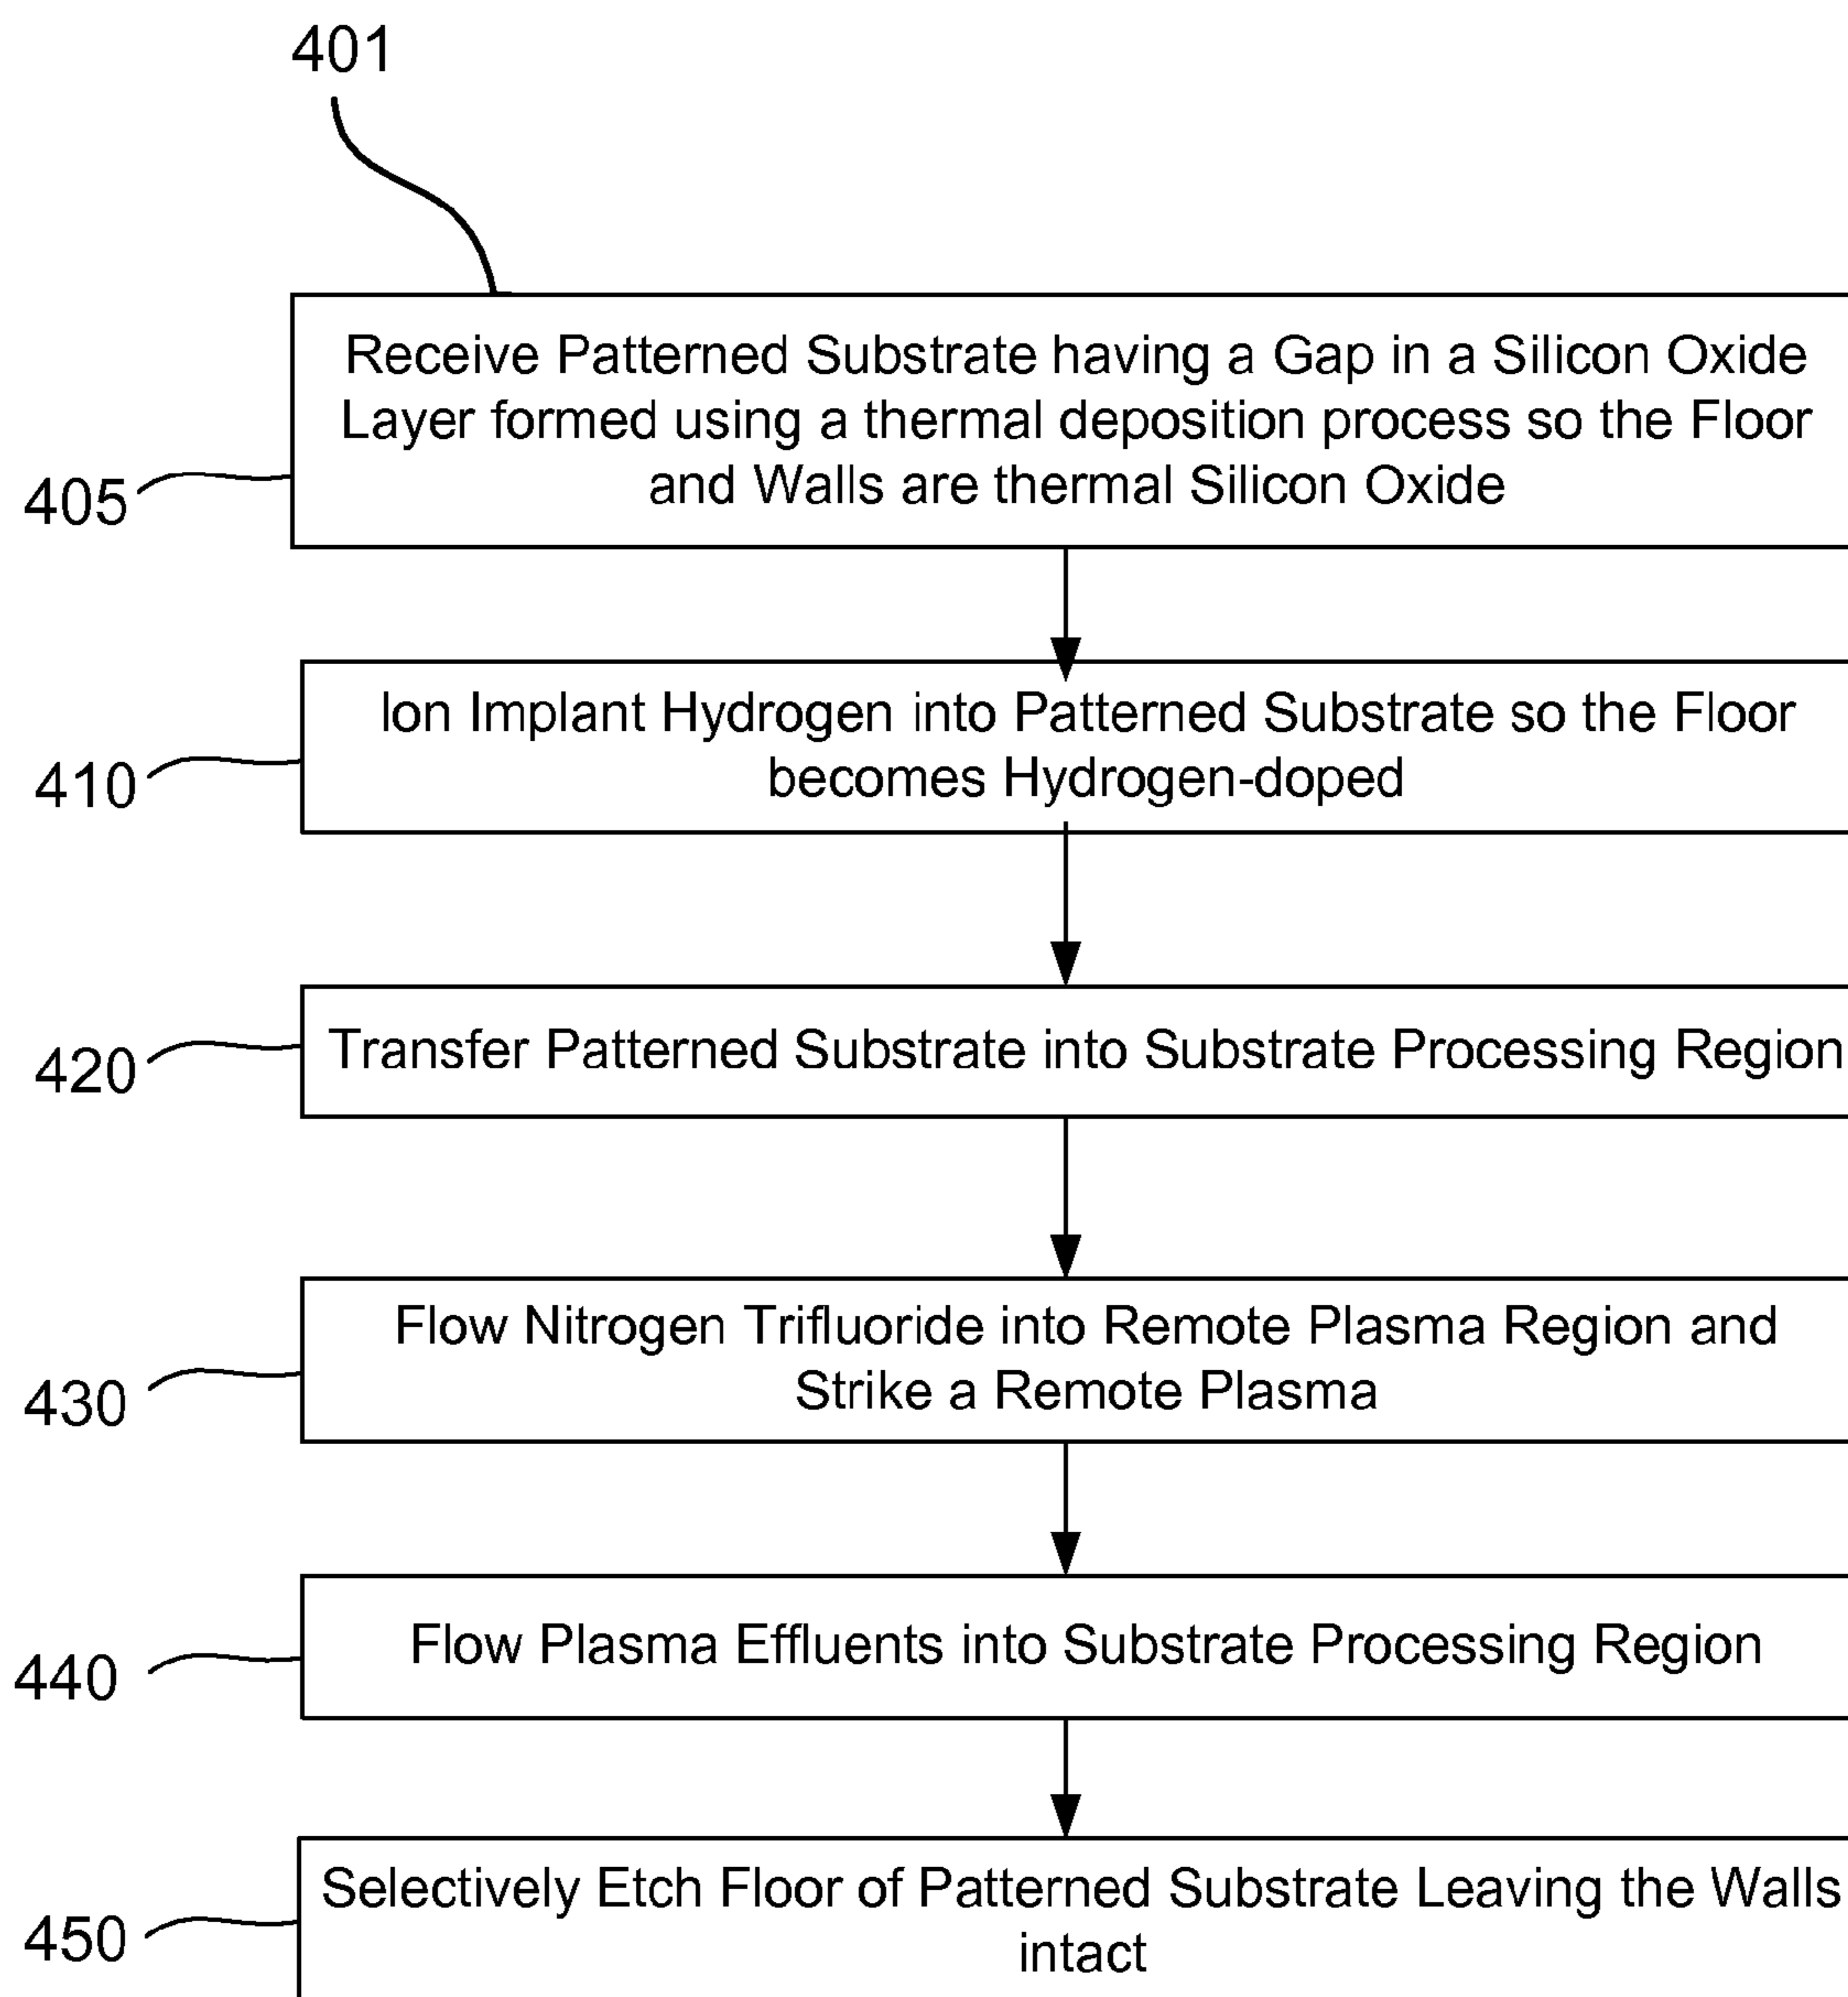 401
Receive Patterned Substrate having a Gap in a Silicon Oxide
Layer formed using a thermal deposition process so the Floor
and Walls are thermal Silicon Oxide
405
Ion Implant Hydrogen into Patterned Substrate so the Floor
becomes Hydrogen-doped
410
Transfer Patterned Substrate into Substrate Processing Region
420
Flow Nitrogen Trifluoride into Remote Plasma Region and
Strike a Remote Plasma
430
Flow Plasma Effluents into Substrate Processing Region
440
Selectively Etch Floor of Patterned Substrate Leaving the Walls
intact
450